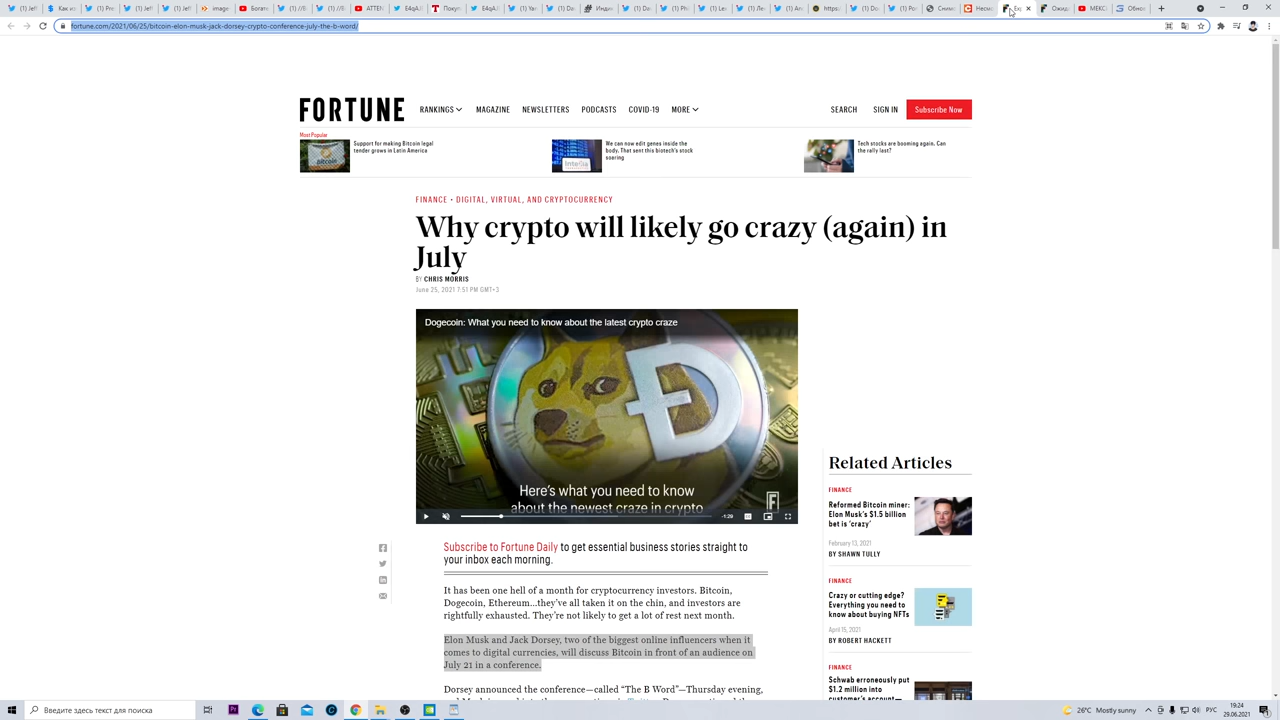 fortune.com/2021/06/25/bitcoin-elon-musk-jack-dorsey-crypto-conference-july-the-b-word/
FORTUNE
RANKINGS
MAGAZINE
NEWSLETTERS
PODCASTS
COVID-19
MORE
SEARCH
SIGN IN
Subscribe Now
Most Popular
Support for making Bitcoin legal
tender grows in Latin America
We can now edit genes inside the
body. That sent this biotech's stock
soaring
Tech stocks are booming again. Can
the rally last?
FINANCE • DIGITAL, VIRTUAL, AND CRYPTOCURRENCY
Why crypto will likely go crazy (again) in
July
BY CHRIS MORRIS
June 25, 2021 7:51 PM GMT+3
Dogecoin: What you need to know about the latest crypto craze
Here's what you need to know
about the newest craze in crypto
-1:29
Subscribe to Fortune Daily to get essential business stories straight to
your inbox each morning.
It has been one hell of a month for cryptocurrency investors. Bitcoin,
Dogecoin, Ethereum...they've all taken it on the chin, and investors are
rightfully exhausted. They're not likely to get a lot of rest next month.
Elon Musk and Jack Dorsey, two of the biggest online influencers when it
comes to digital currencies, will discuss Bitcoin in front of an audience on
July 21 in a conference.
Dorsey announced the conference—called “The B Word”—Thursday evening,
Related Articles
FINANCE
Reformed Bitcoin miner:
Elon Musk's $1.5 billion
bet is 'crazy'
February 13, 2021
BY SHAWN TULLY
FINANCE
Crazy or cutting edge?
Everything you need to
know about buying NFTs
April 15, 2021
BY ROBERT HACKETT
FINANCE
Schwab erroneously put
$1.2 million into
customer's account—
Введите здесь текст для поиска
26°C Mostly sunny
РУС
19:24
29.06.2021